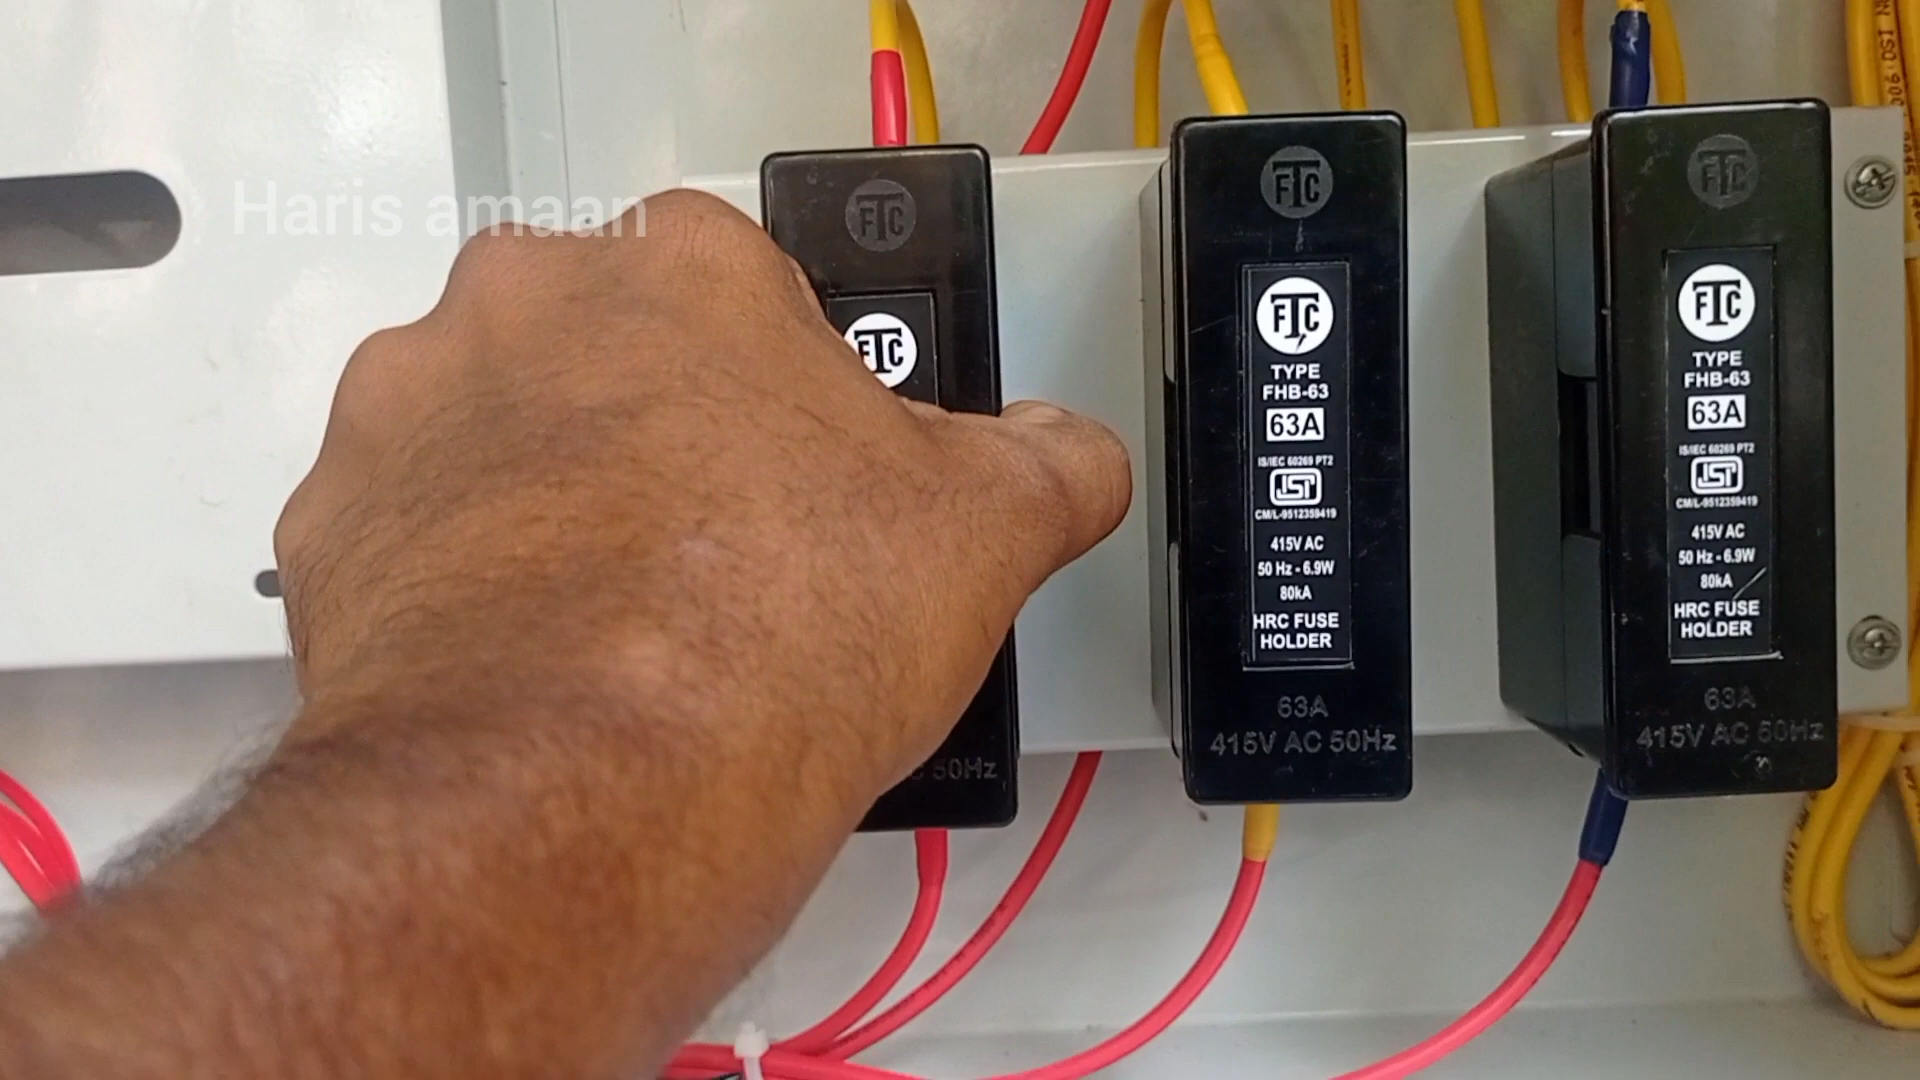 Haris amaan
FTC
FTC
50Hz
FTC
FTC
TYPE
FHB-63
63A
IS/IEC 60269 PT2
ISI
CM/L-9512359419
415V AC
50 Hz - 6.9W
80kA
HRC FUSE
HOLDER
63A
415V AC 50Hz
FTC
FTC
TYPE
FHB-63
63A
IS/IEC 60269 PT2
ISI
CM/L-9512359419
415V AC
50 Hz - 6.9W
80kA
HRC FUSE
HOLDER
63A
415V AC 50Hz